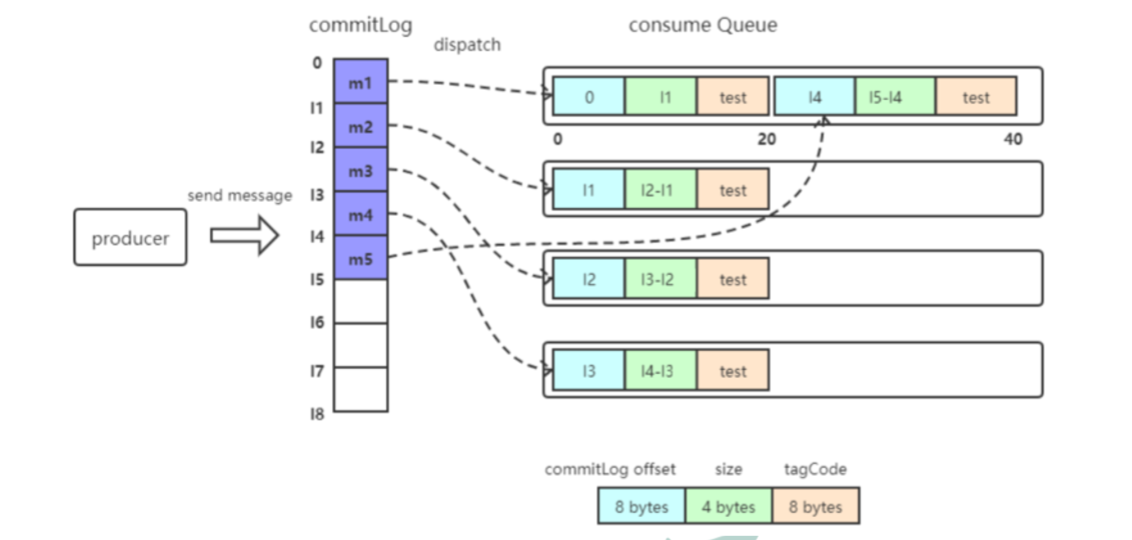 commitLog
dispatch
consume Queue
send message
producer
0
l1
l2
l3
l4
l5
l6
l7
l8
m1
m2
m3
m4
m5
0 l1 test l4 l5-l4 test
0 20 40
l1 l2-l1 test
l2 l3-l2 test
l3 l4-l3 test
commitLog offset size tagCode
8 bytes 4 bytes 8 bytes